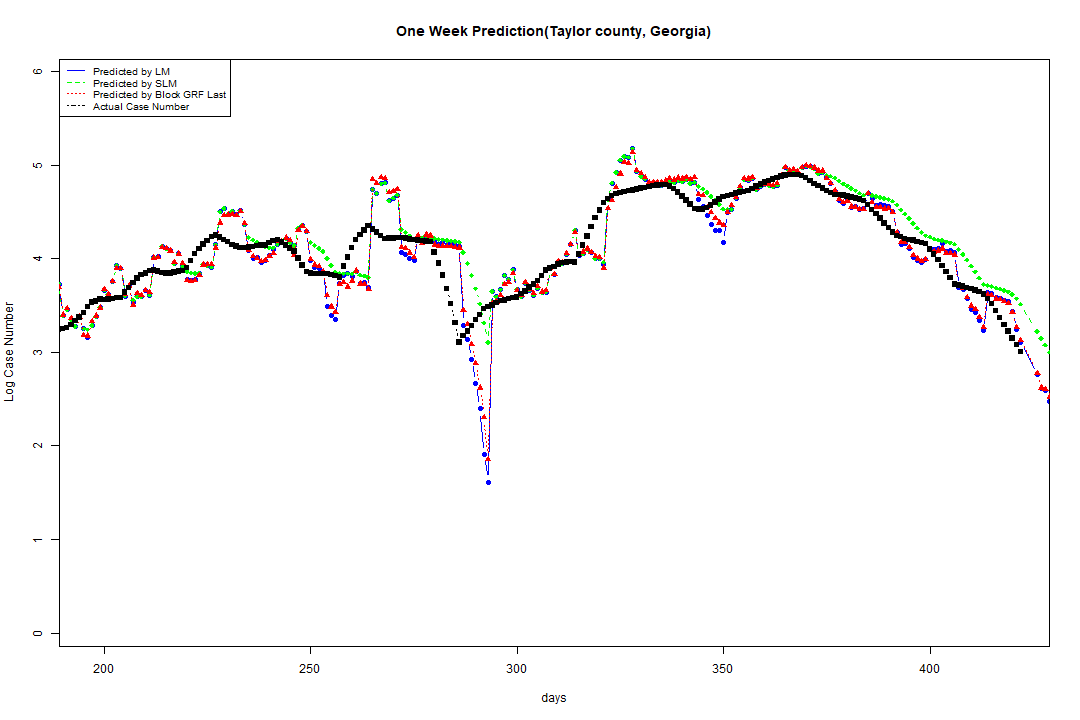 One Week Prediction(Taylor county, Georgia)
Predicted by LM
Predicted by SLM
Predicted by Block GRF Last
Actual Case Number
6
5
4
3
2
1
0
Log Case Number
200 250 300 350 400
days